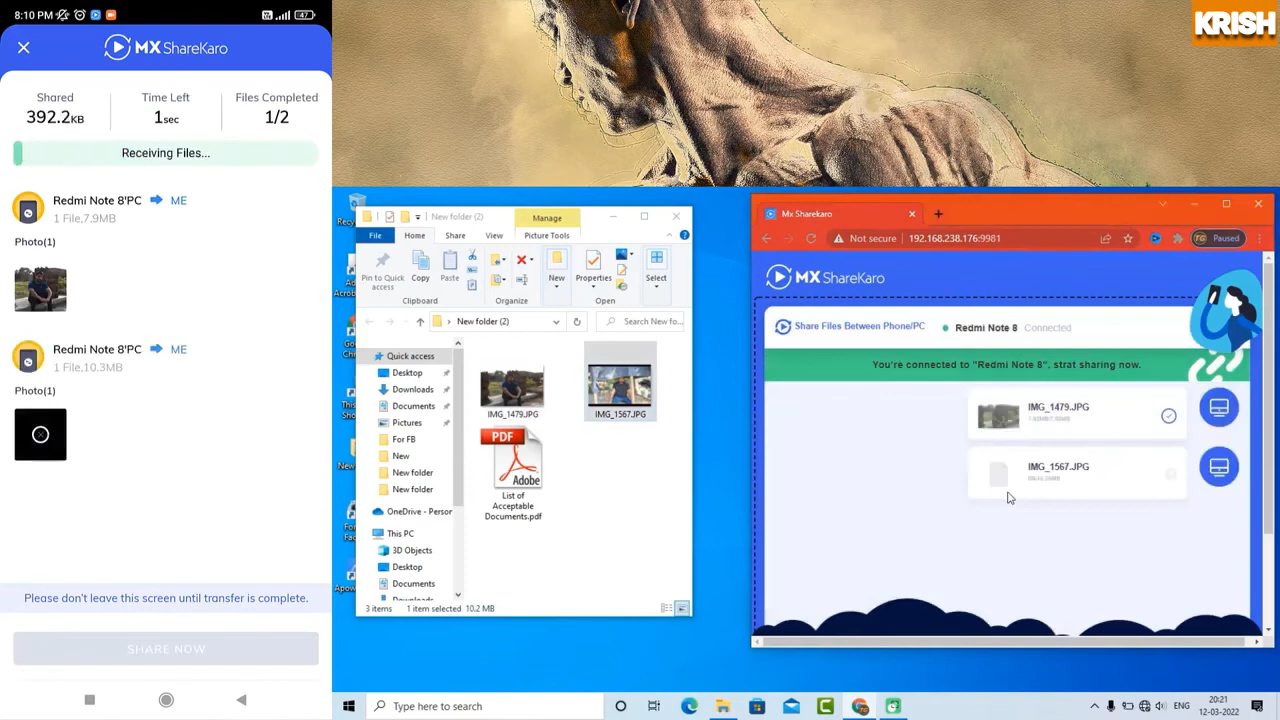 8:10 PM
47
MX ShareKaro
Shared
Time Left
Files Completed
392.2KB
1sec
1/2
Receiving Files...
Redmi Note 8'PC ME
1 File,7.9MB
Photo(1)
Redmi Note 8'PC ME
1 File,10.3MB
Photo(1)
Please don't leave this screen until transfer is complete.
SHARE NOW
KRISH
New folder (2)
Manage
File Home Share View Picture Tools
Pin to Quick access
Copy
Paste
New
Properties
Select
Clipboard
Organize
Open
New folder (2)
Search New fo...
Quick access
Desktop
Downloads
Documents
Pictures
For FB
New
New folder
New folder
OneDrive - Person
This PC
3D Objects
Desktop
Documents
Downloads
IMG_1479.JPG
IMG_1567.JPG
PDF
Adobe
List of
Acceptable
Documents.pdf
3 items 1 item selected 10.2 MB
Mx Sharekaro
Not secure 192.168.238.176:9981
TG Paused
MX ShareKaro
Share Files Between Phone/PC
Redmi Note 8 Connected
You're connected to "Redmi Note 8", strat sharing now.
IMG_1479.JPG
IMG_1567.JPG
Type here to search
ENG
20:21
12-03-2022